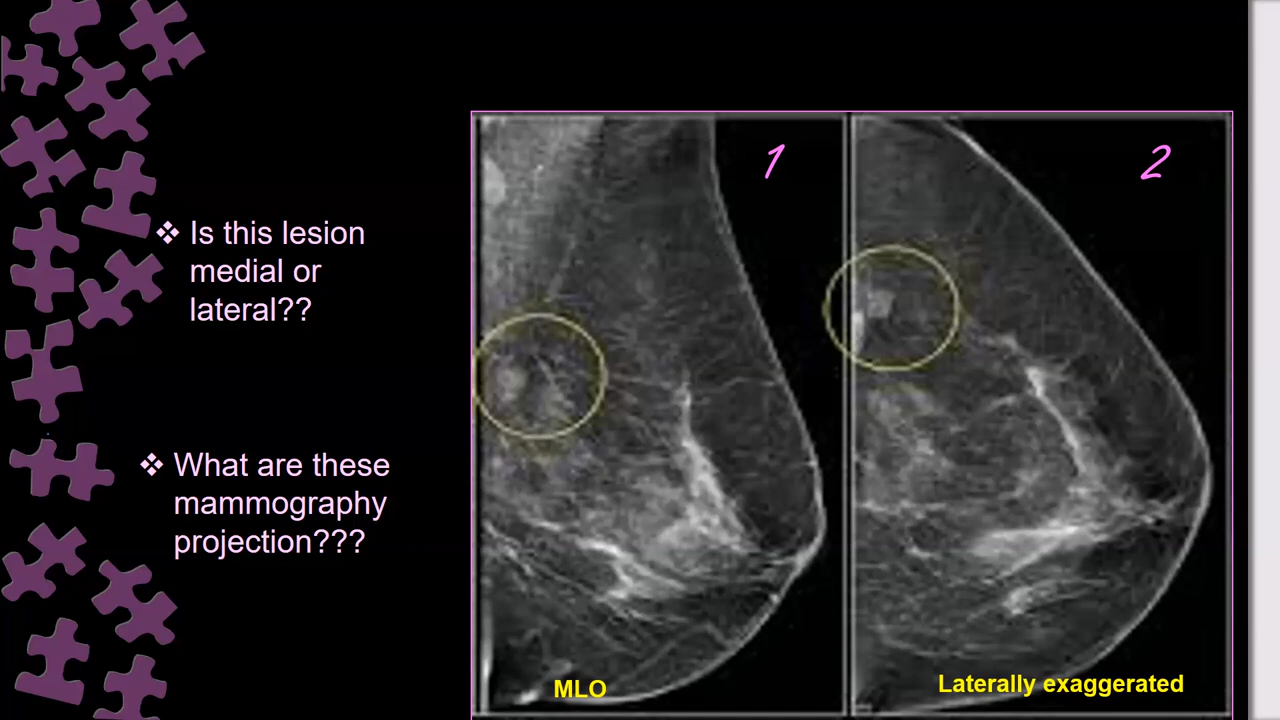 ❖ Is this lesion
medial or
lateral??
❖ What are these
mammography
projection???
1
2
MLO
Laterally exaggerated